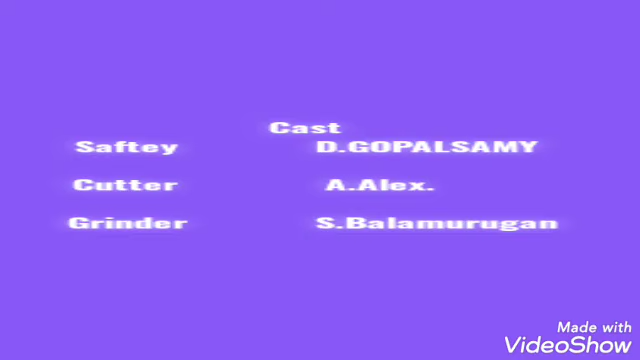 Cast
Saftey D.GOPALSAMY
Cutter A.Alex.
Grinder S.Balamurugan
Made with
VideoShow